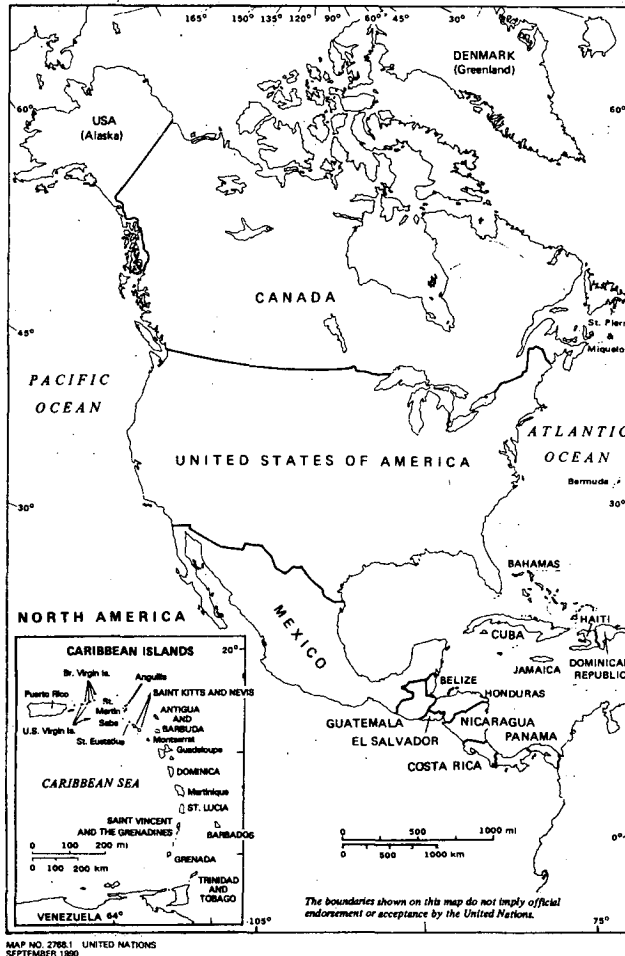 165° 150° 135° 120° 90° 60° 45° 30°
DENMARK
(Greenland)
60°
60°
USA
(Alaska)
CANADA
45°
St. Pierr
&
Miquelon
PACIFIC
OCEAN
ATLANTIC
OCEAN
UNITED STATES OF AMERICA
Bermuda
30°
30°
BAHAMAS
NORTH AMERICA
MEXICO
HAITI
CUBA
JAMAICA
DOMINICAN
REPUBLIC
BELIZE
HONDURAS
GUATEMALA
NICARAGUA
EL SALVADOR
PANAMA
COSTA RICA
20°
CARIBBEAN ISLANDS
Br. Virgin Is.
Anguilla
SAINT KITTS AND NEVIS
Puerto Rico
St.
Martin
ANTIGUA
AND
BARBUDA
U.S. Virgin Is.
Saba
St. Eustatius
Montserrat
Guadeloupe
CARIBBEAN SEA
DOMINICA
Martinique
ST. LUCIA
SAINT VINCENT
AND THE GRENADINES
BARBADOS
0 100 200 mi
0 100 200 km
GRENADA
TRINIDAD
AND
TOBAGO
VENEZUELA 64°
0 500 1000 mi
0 500 1000 km
0°
The boundaries shown on this map do not imply official
endorsement or acceptance by the United Nations.
105°
75°
MAP NO. 2768.1 UNITED NATIONS
SEPTEMBER 1990